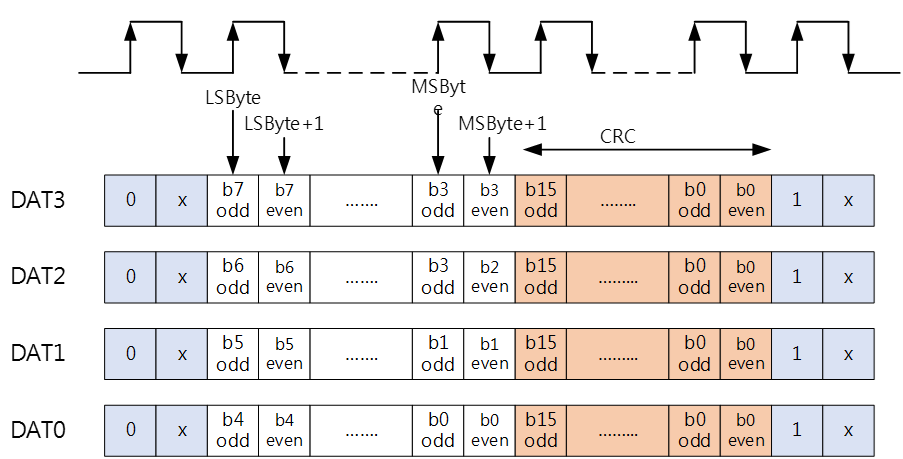 LSByte
MSByt
e
LSByte+1
MSByte+1
CRC
DAT3 0 x b7 odd b7 even ....... b3 odd b3 even b15 odd ........ b0 odd b0 even 1 x
DAT2 0 x b6 odd b6 even ....... b3 odd b2 even b15 odd ......... b0 odd b0 even 1 x
DAT1 0 x b5 odd b5 even ....... b1 odd b1 even b15 odd ......... b0 odd b0 even 1 x
DAT0 0 x b4 odd b4 even ....... b0 odd b0 even b15 odd ......... b0 odd b0 even 1 x